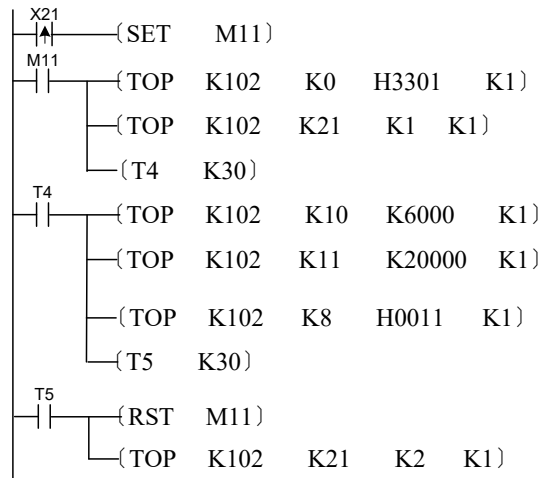 X21
〔SET M11〕
M11
〔TOP K102 K0 H3301 K1〕
〔TOP K102 K21 K1 K1〕
〔T4 K30〕
T4
〔TOP K102 K10 K6000 K1〕
〔TOP K102 K11 K20000 K1〕
〔TOP K102 K8 H0011 K1〕
〔T5 K30〕
T5
〔RST M11〕
〔TOP K102 K21 K2 K1〕